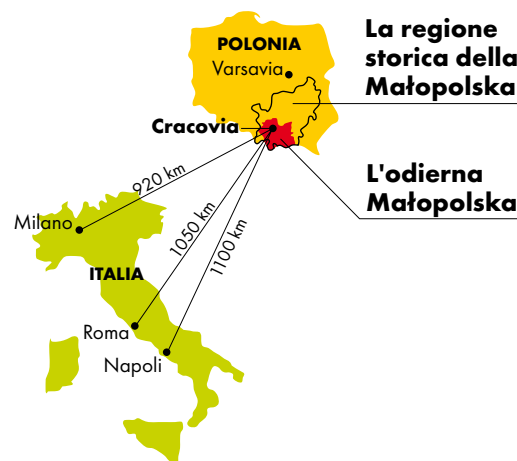 La regione
storica della
Małopolska
POLONIA
Varsavia
Cracovia
L'odierna
Małopolska
920 km
1050 km
1100 km
Milano
ITALIA
Roma
Napoli